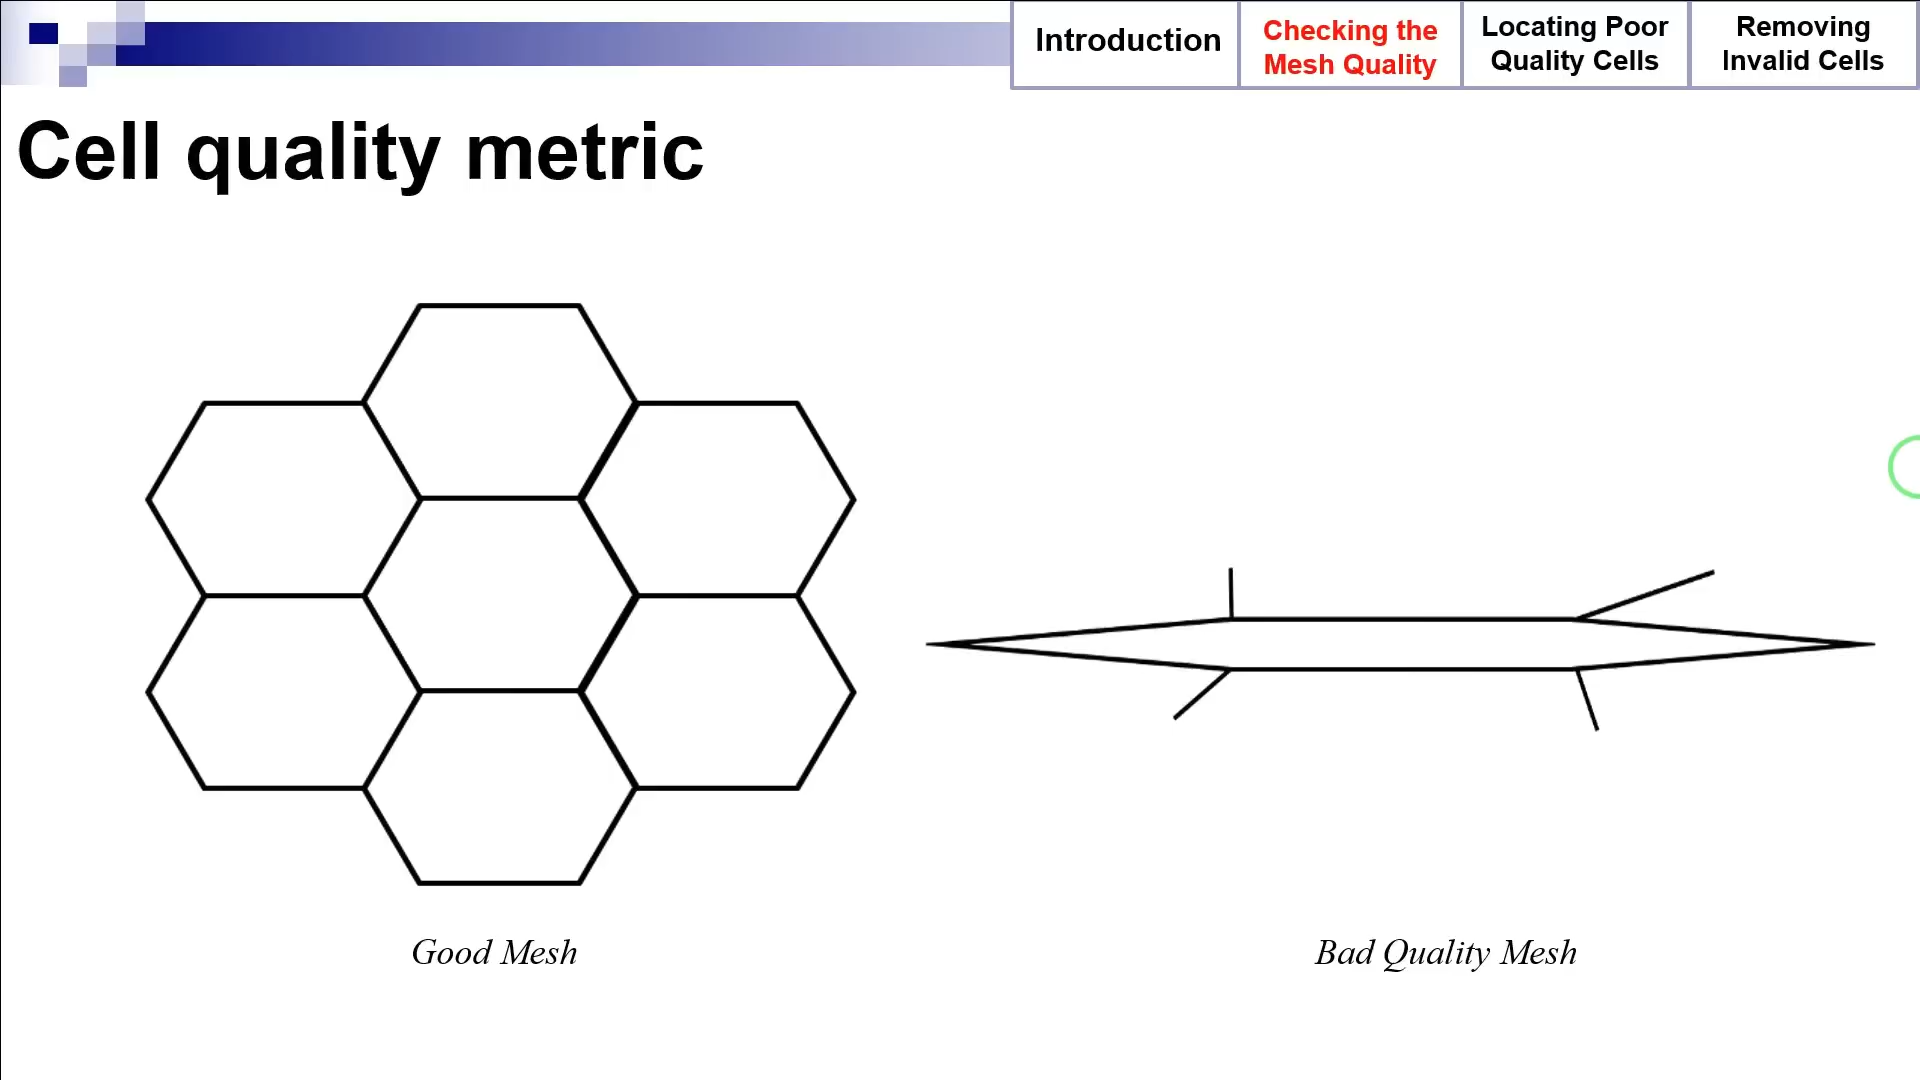 Introduction
Checking the
Mesh Quality
Locating Poor
Quality Cells
Removing
Invalid Cells
Cell quality metric
Good Mesh
Bad Quality Mesh